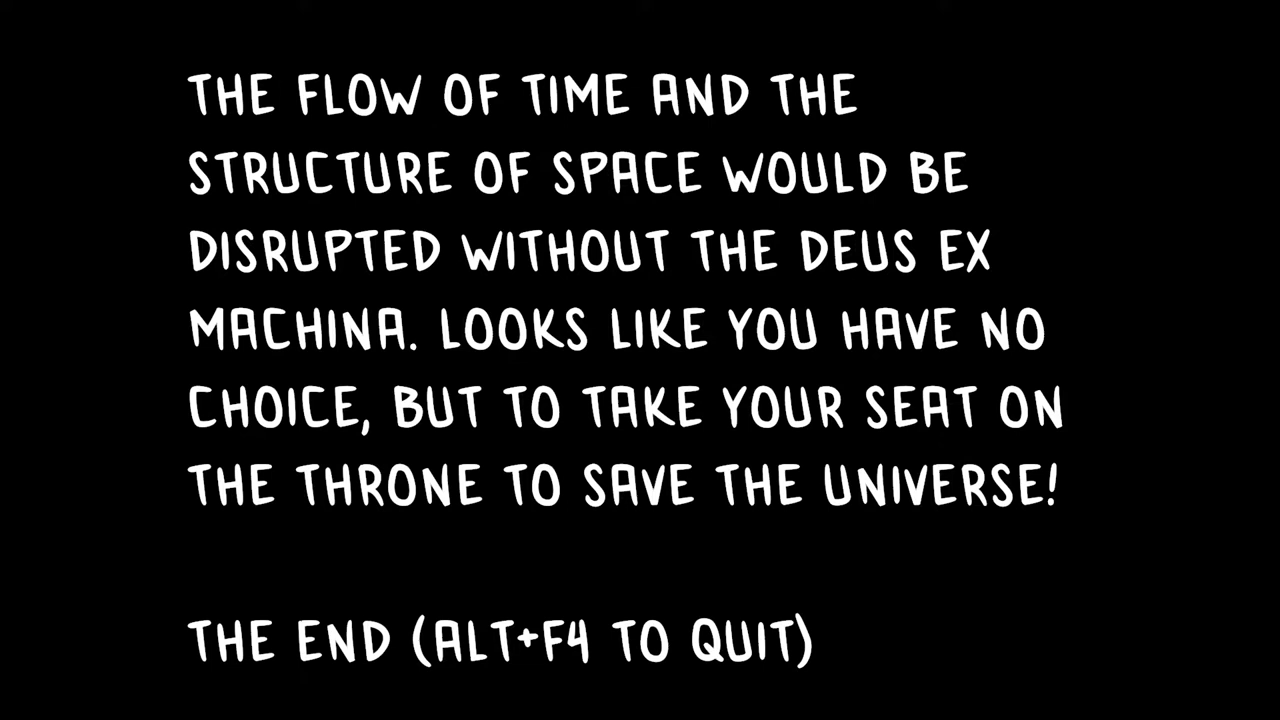 THE FLOW OF TIME AND THE
STRUCTURE OF SPACE WOULD BE
DISRUPTED WITHOUT THE DEUS EX
MACHINA. LOOKS LIKE YOU HAVE NO
CHOICE, BUT TO TAKE YOUR SEAT ON
THE THRONE TO SAVE THE UNIVERSE!
THE END (ALT+F4 TO QUIT)